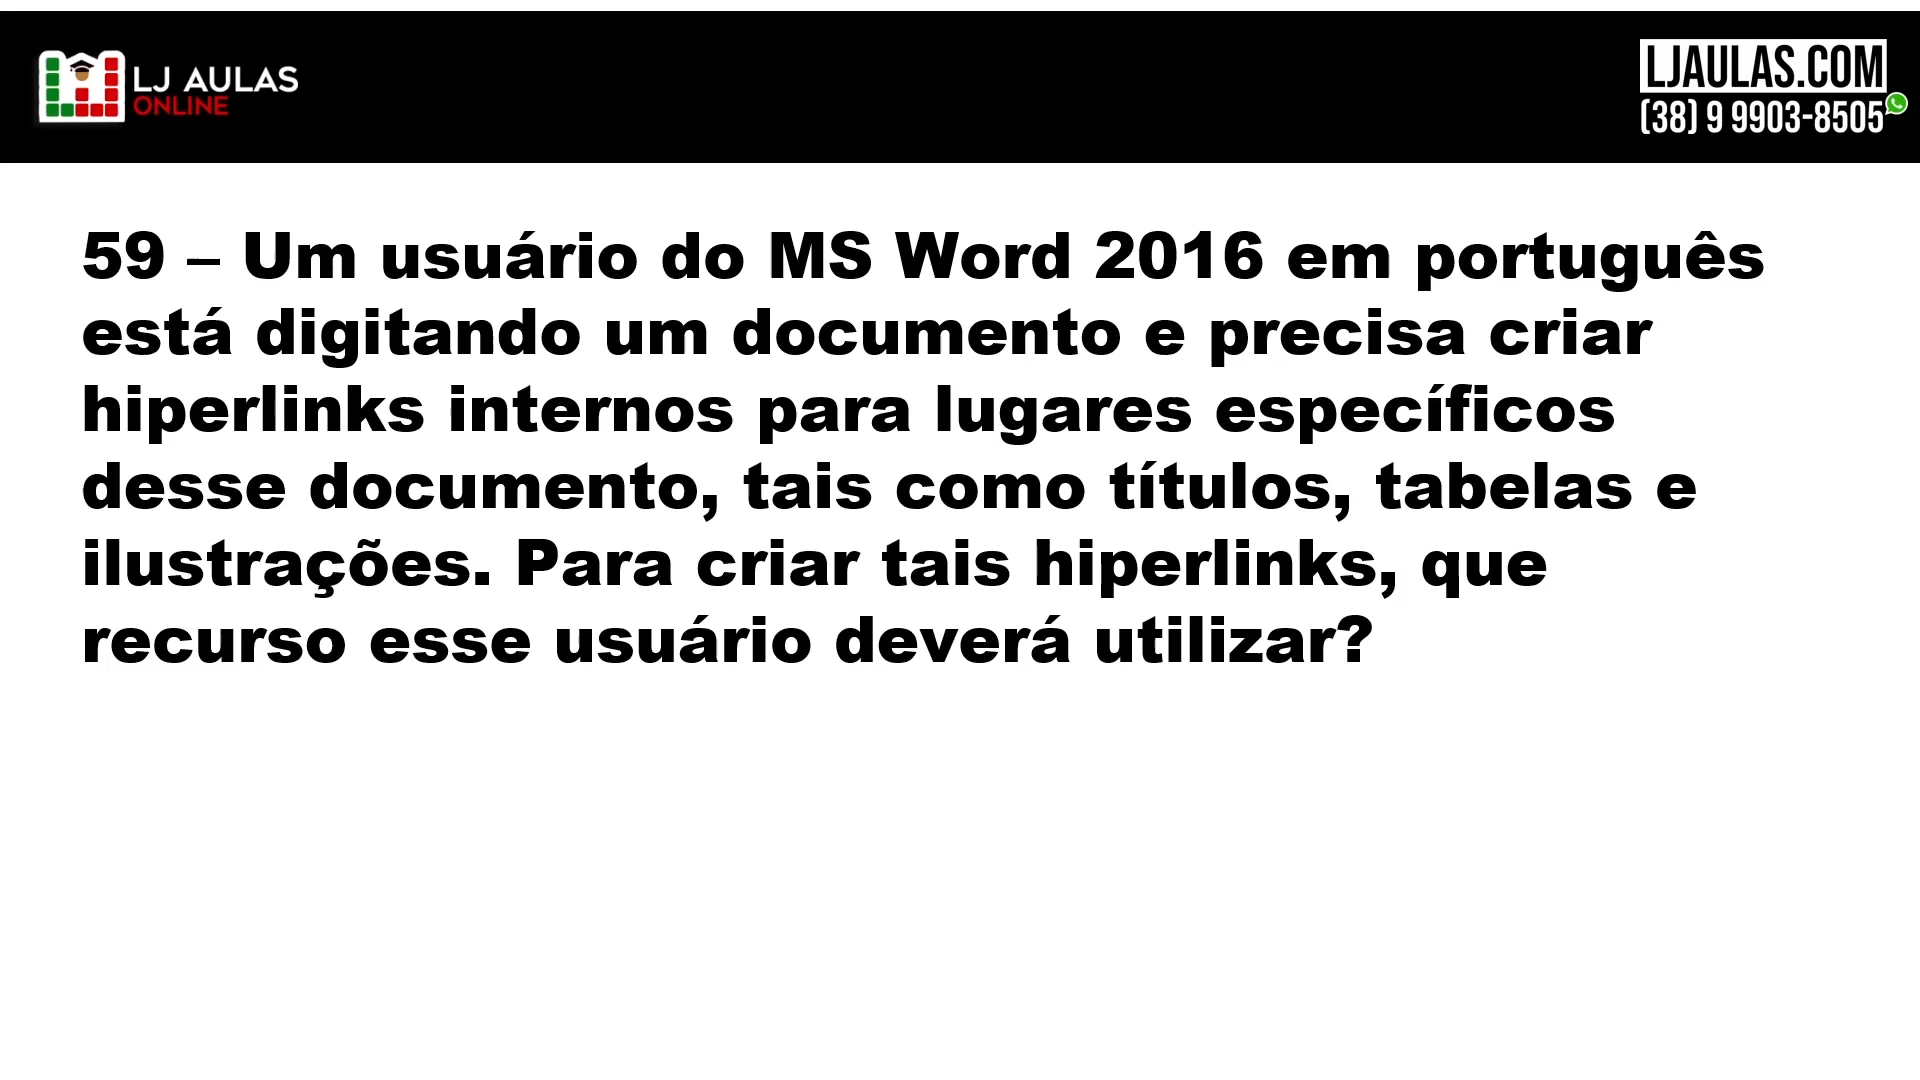 LJ AULAS
ONLINE
LJAULAS.COM
(38) 9 9903-8505
59 – Um usuário do MS Word 2016 em português
está digitando um documento e precisa criar
hiperlinks internos para lugares específicos
desse documento, tais como títulos, tabelas e
ilustrações. Para criar tais hiperlinks, que
recurso esse usuário deverá utilizar?